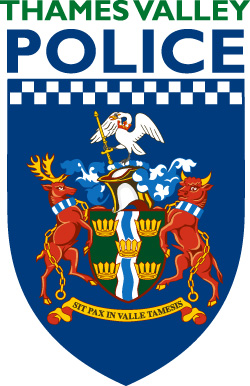 THAMES VALLEY
POLICE
SIT PAX IN VALLE TAMESIS